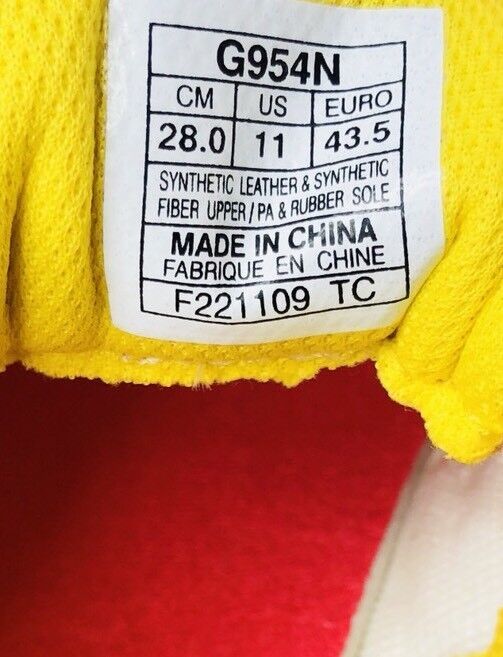 G954N
CM US EURO
28.0 11 43.5
SYNTHETIC LEATHER & SYNTHETIC
FIBER UPPER/PA & RUBBER SOLE
MADE IN CHINA
FABRIQUE EN CHINE
F221109 TC